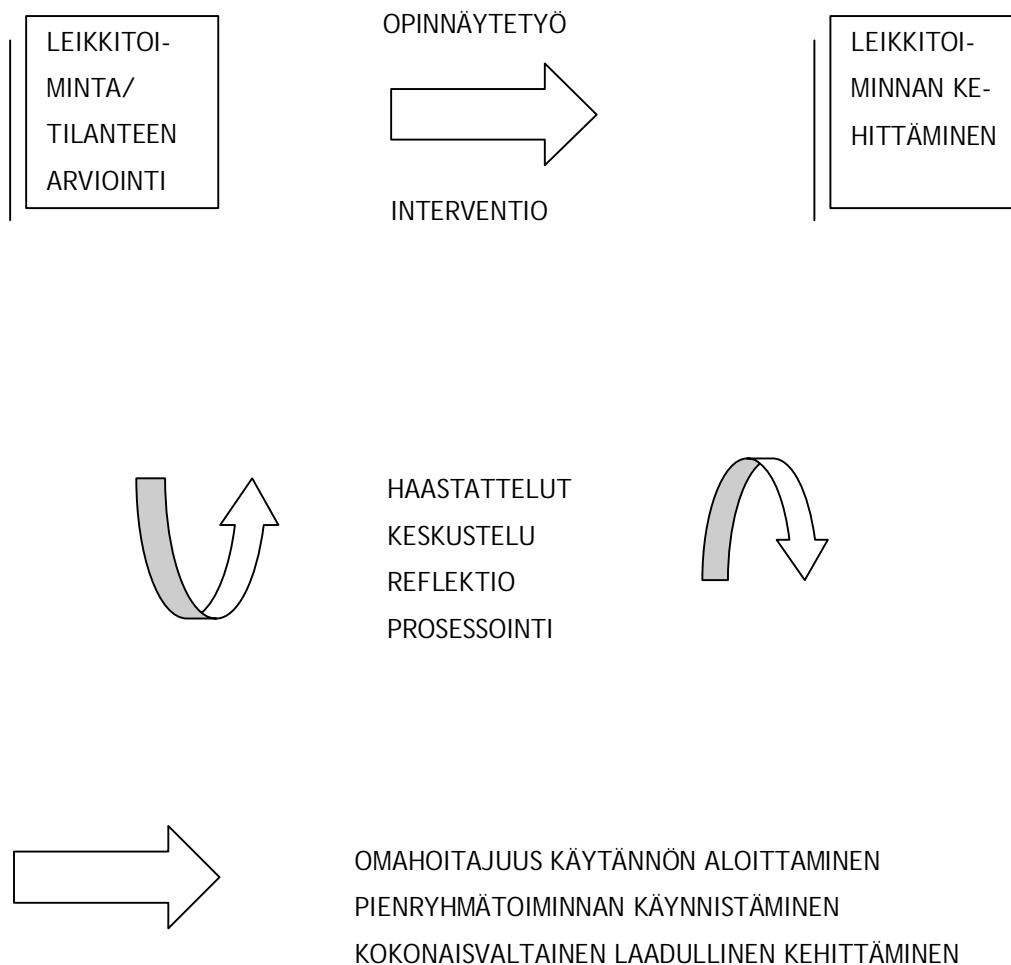 LEIKKITOI-
MINTA/
TILANTEEN
ARVIOINTI
OPINNÄYTETYÖ
INTERVENTIO
LEIKKITOI-
MINNAN KE-
HITTÄMINEN
HAASTATTELUT
KESKUSTELU
REFLEKTIO
PROSESSOINTI
OMAHOITAJUUS KÄYTÄNNÖN ALOITTAMINEN
PIENRYHMÄTOIMINNAN KÄYNNISTÄMINEN
KOKONAISVALTAINEN LAADULLINEN KEHITTÄMINEN